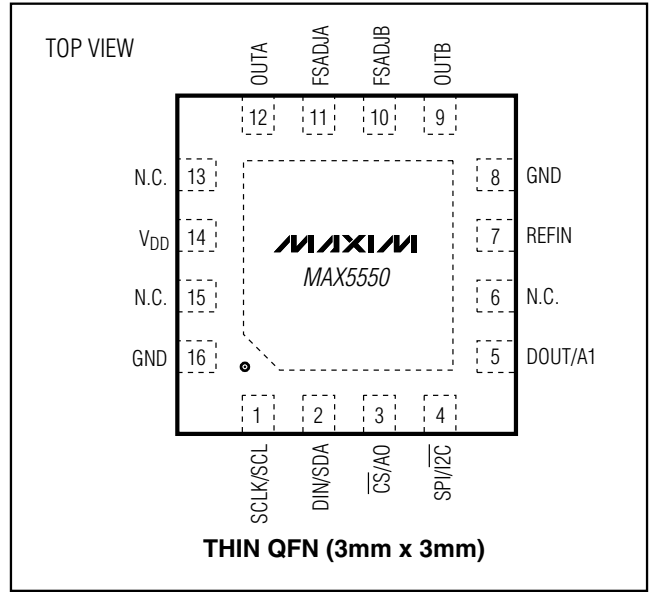 TOP VIEW
OUTA
FSADJA
FSADJB
OUTB
12
11
10
9
N.C. 13
8 GND
VDD 14
7 REFIN
MAXIM
MAX5550
N.C. 15
6 N.C.
GND 16
5 DOUT/A1
1
2
3
4
SCLK/SCL
DIN/SDA
C̅S̅/A0
SPI/I̅2̅C̅
THIN QFN (3mm x 3mm)